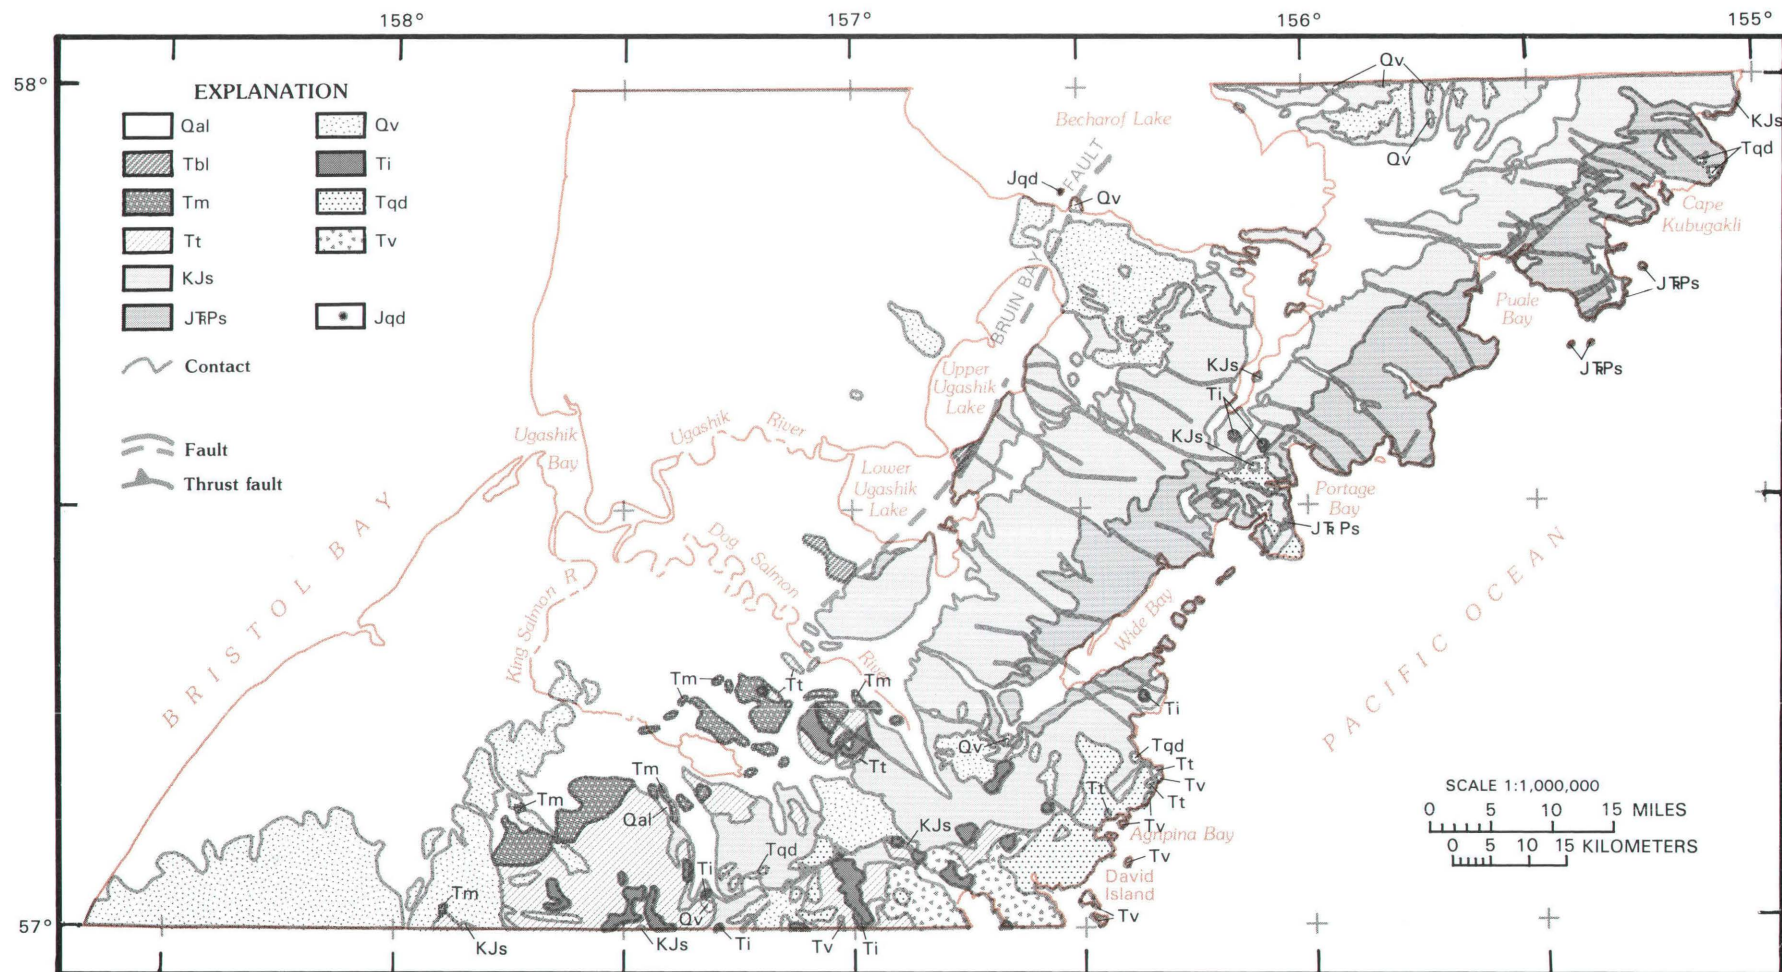 158°
157°
156°
155°
58°
57°
EXPLANATION
Qal
Qv
Tbl
Ti
Tm
Tqd
Tt
Tv
KJs
JTRPs
Jqd
Contact
Fault
Thrust fault
Qv
Becharof Lake
KJs
Tqd
Qv
Jqd
FAULT
Qv
Cape
Kubugakli
BRUIN BAY
JTRPs
Puale
Bay
JTRPs
KJs
Upper
Ugashik
Lake
Ti
Ugashik River
KJs
Ugashik
Bay
Lower
Ugashik
Lake
Portage
Bay
JTRPs
BRISTOL BAY
Dog Salmon
River
King Salmon R
Wide Bay
PACIFIC OCEAN
Tm
Tt
Tm
Ti
Qv
Tqd
Tt
Tt
Tv
Tt
Tt
Tm
Tm
Qal
Tv
Agripina Bay
KJs
Tqd
Ti
Tv
David
Island
Tm
Qv
Tv
KJs
KJs
Ti
Tv
Ti
SCALE 1:1,000,000
0 5 10 15 MILES
0 5 10 15 KILOMETERS